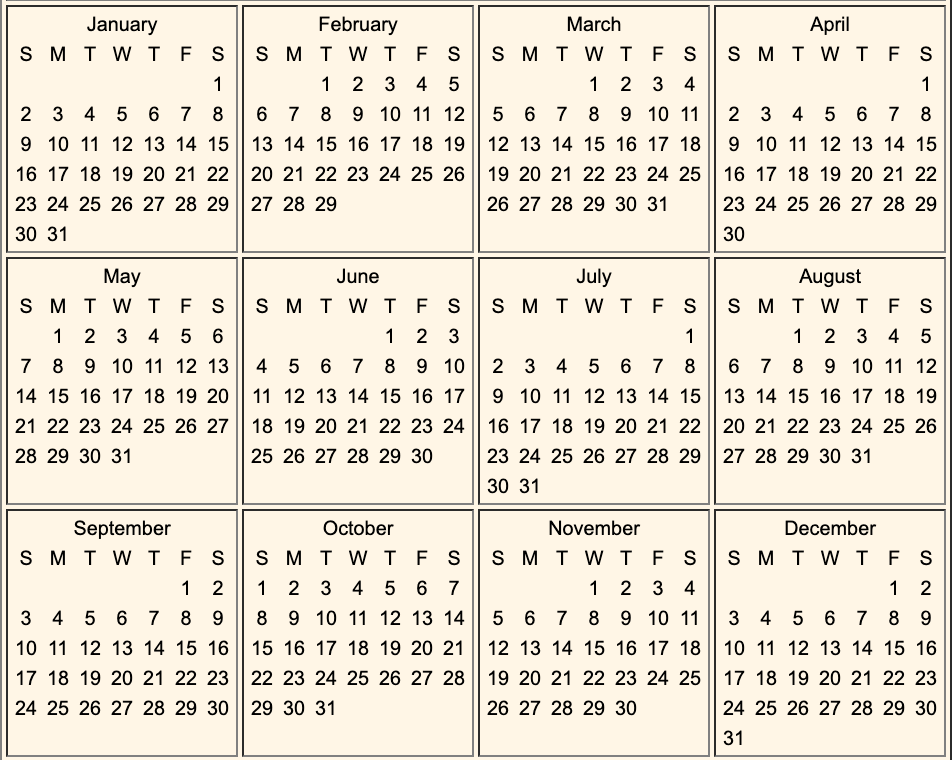 January
S M T W T F S
1
2 3 4 5 6 7 8
9 10 11 12 13 14 15
16 17 18 19 20 21 22
23 24 25 26 27 28 29
30 31
February
S M T W T F S
1 2 3 4 5
6 7 8 9 10 11 12
13 14 15 16 17 18 19
20 21 22 23 24 25 26
27 28 29
March
S M T W T F S
1 2 3 4
5 6 7 8 9 10 11
12 13 14 15 16 17 18
19 20 21 22 23 24 25
26 27 28 29 30 31
April
S M T W T F S
1
2 3 4 5 6 7 8
9 10 11 12 13 14 15
16 17 18 19 20 21 22
23 24 25 26 27 28 29
30
May
S M T W T F S
1 2 3 4 5 6
7 8 9 10 11 12 13
14 15 16 17 18 19 20
21 22 23 24 25 26 27
28 29 30 31
June
S M T W T F S
1 2 3
4 5 6 7 8 9 10
11 12 13 14 15 16 17
18 19 20 21 22 23 24
25 26 27 28 29 30
July
S M T W T F S
1
2 3 4 5 6 7 8
9 10 11 12 13 14 15
16 17 18 19 20 21 22
23 24 25 26 27 28 29
30 31
August
S M T W T F S
1 2 3 4 5
6 7 8 9 10 11 12
13 14 15 16 17 18 19
20 21 22 23 24 25 26
27 28 29 30 31
September
S M T W T F S
1 2
3 4 5 6 7 8 9
10 11 12 13 14 15 16
17 18 19 20 21 22 23
24 25 26 27 28 29 30
October
S M T W T F S
1 2 3 4 5 6 7
8 9 10 11 12 13 14
15 16 17 18 19 20 21
22 23 24 25 26 27 28
29 30 31
November
S M T W T F S
1 2 3 4
5 6 7 8 9 10 11
12 13 14 15 16 17 18
19 20 21 22 23 24 25
26 27 28 29 30
December
S M T W T F S
1 2
3 4 5 6 7 8 9
10 11 12 13 14 15 16
17 18 19 20 21 22 23
24 25 26 27 28 29 30
31